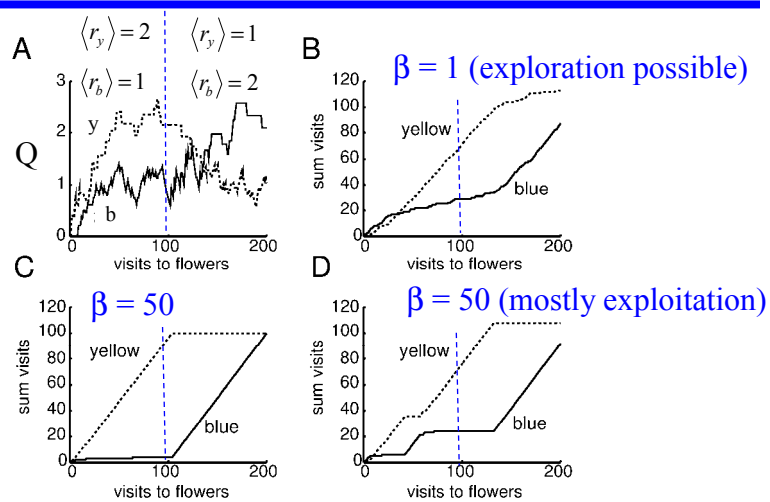 A
⟨r_y⟩ = 2
⟨r_y⟩ = 1
⟨r_b⟩ = 1
⟨r_b⟩ = 2
3
2
1
0
Q
y
b
0 100 200
visits to flowers
B
β = 1 (exploration possible)
120
100
80
60
40
20
0
sum visits
yellow
blue
0 100 200
visits to flowers
C
β = 50
120
100
80
60
40
20
0
sum visits
yellow
blue
0 100 200
visits to flowers
D
β = 50 (mostly exploitation)
120
100
80
60
40
20
0
sum visits
yellow
blue
0 100 200
visits to flowers